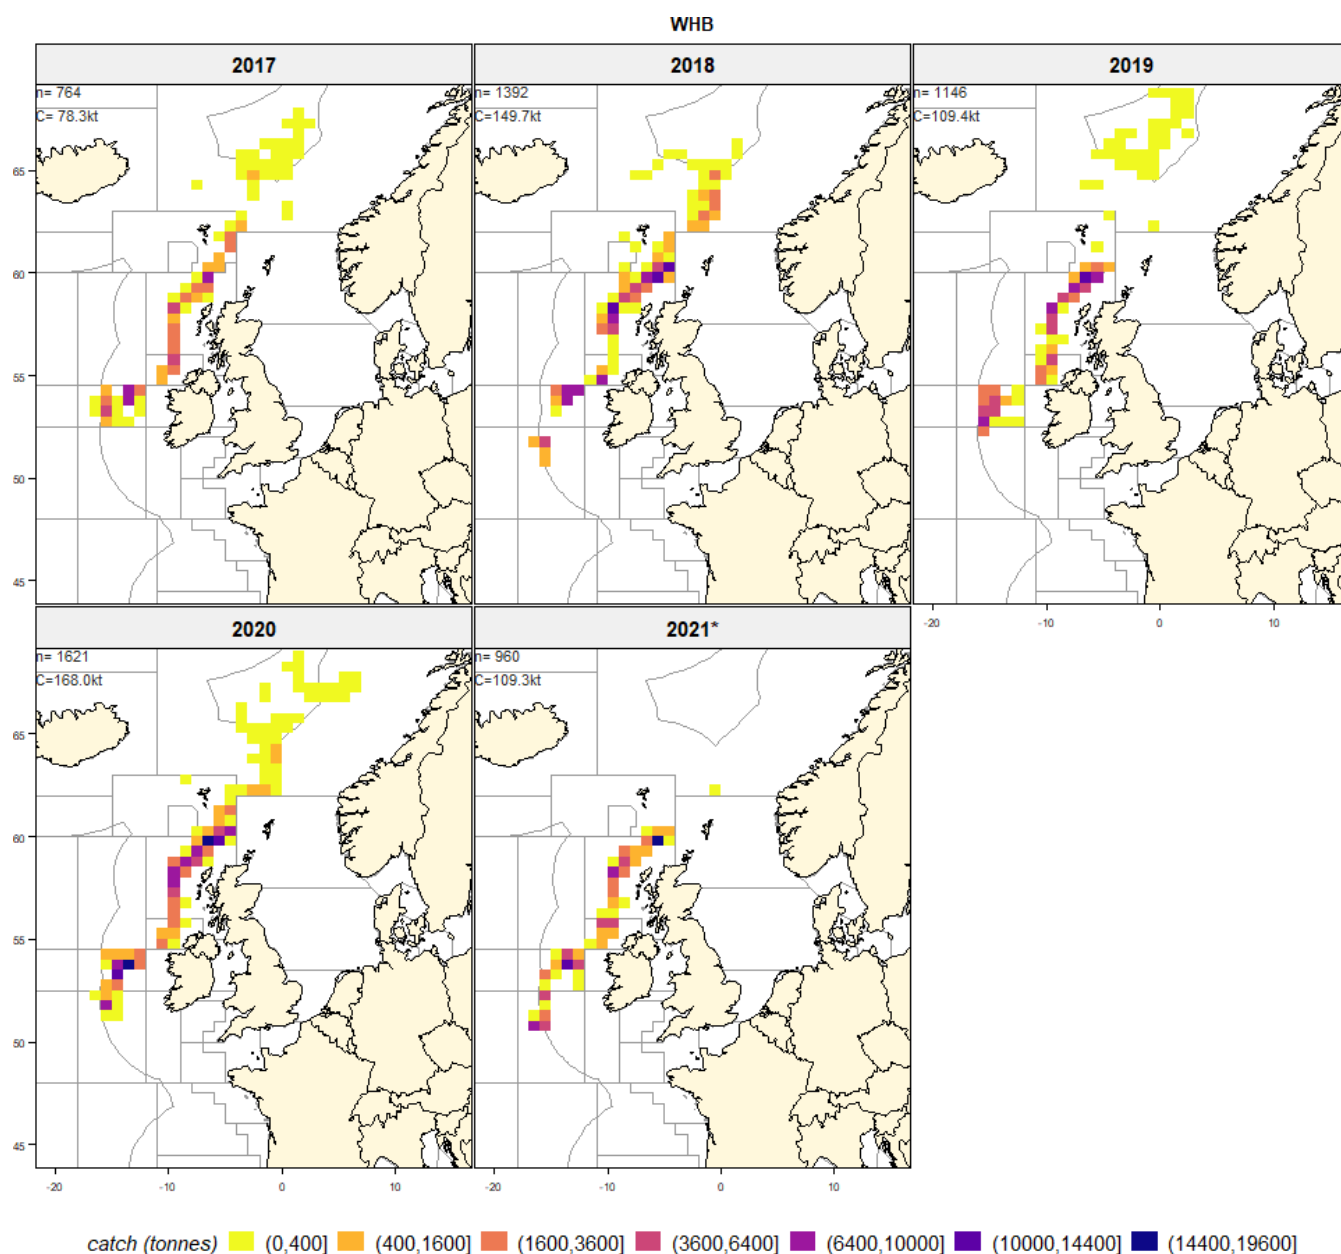 WHB
2017
2018
2019
n= 764
C= 78.3kt
n= 1392
C=149.7kt
n= 1146
C=109.4kt
65
60
55
50
45
-20
-10
0
10
2020
2021*
n= 1621
C=168.0kt
n= 960
C=109.3kt
65
60
55
50
45
-20
-10
0
10
-20
-10
0
10
catch (tonnes) (0,400] (400,1600] (1600,3600] (3600,6400] (6400,10000] (10000,14400] (14400,19600]